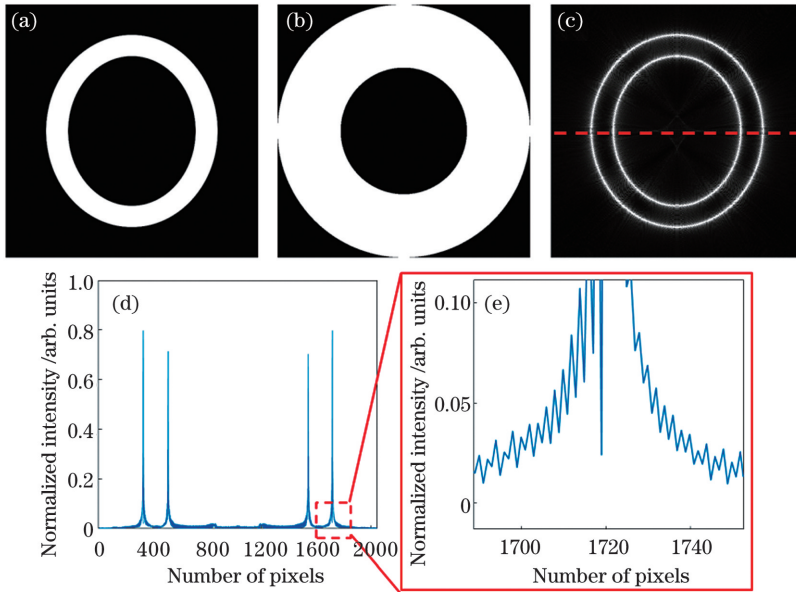 (a)
(b)
(c)
(d)
Normalized intensity /arb. units
1.0
0.8
0.6
0.4
0.2
0
0 400 800 1200 1600 2000
Number of pixels
(e)
Normalized intensity /arb. units
0.10
0.05
0
1700 1720 1740
Number of pixels